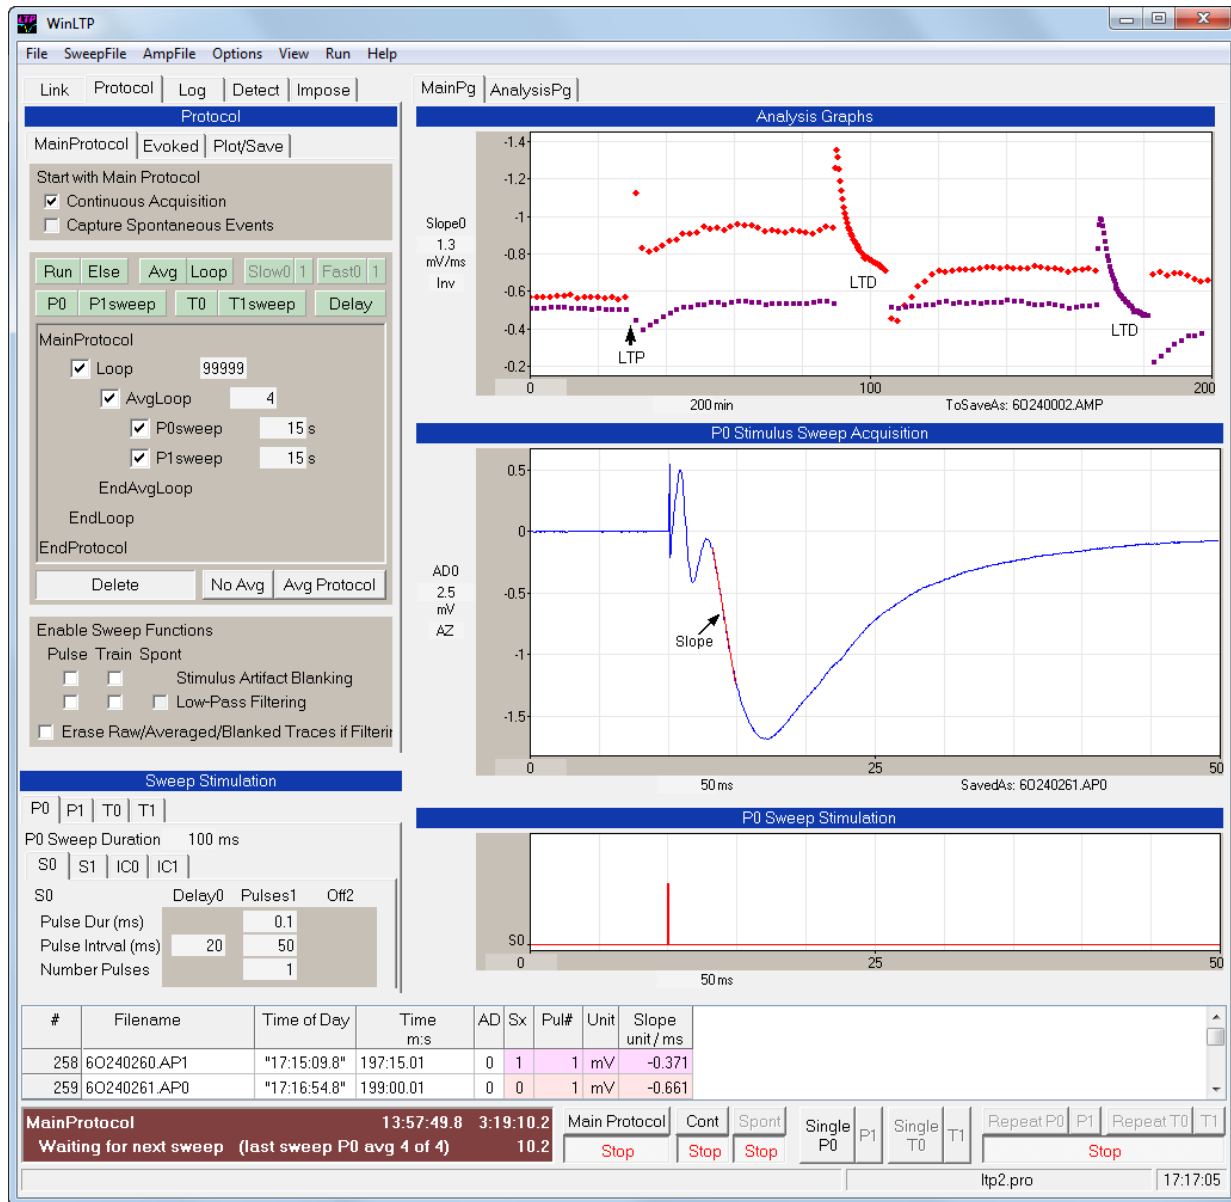 WinLTP
File SweepFile AmpFile Options View Run Help
Link Protocol Log Detect Impose
Protocol
MainProtocol Evoked Plot/Save
Start with Main Protocol
Continuous Acquisition
Capture Spontaneous Events
Run Else Avg Loop Slow0 1 Fast0 1
P0 P1sweep T0 T1sweep Delay
MainProtocol
Loop 99999
AvgLoop 4
P0sweep 15 s
P1sweep 15 s
EndAvgLoop
EndLoop
EndProtocol
Delete No Avg Avg Protocol
Enable Sweep Functions
Pulse Train Spont
Stimulus Artifact Blanking
Low-Pass Filtering
Erase Raw/Averaged/Blanked Traces if Filterin
Sweep Stimulation
P0 P1 T0 T1
P0 Sweep Duration 100 ms
S0 S1 IC0 IC1
S0 Delay0 Pulses1 Off2
Pulse Dur (ms) 0.1
Pulse Intrval (ms) 20 50
Number Pulses 1
MainPg AnalysisPg
Analysis Graphs
Slope0
1.3
mV/ms
Inv
-1.4
-1.2
-1
-0.8
-0.6
-0.4
-0.2
LTP
LTD
LTD
0 100 200
200 min ToSaveAs: 6O240002.AMP
P0 Stimulus Sweep Acquisition
AD0
2.5
mV
AZ
0.5
0
-0.5
-1
-1.5
Slope
0 25 50
50 ms SavedAs: 6O240261.AP0
P0 Sweep Stimulation
S0
0 25 50
50 ms
# Filename Time of Day Time m:s AD Sx Pul# Unit Slope unit / ms
258 6O240260.AP1 "17:15:09.8" 197:15.01 0 1 1 mV -0.371
259 6O240261.AP0 "17:16:54.8" 199:00.01 0 0 1 mV -0.661
MainProtocol 13:57:49.8 3:19:10.2
Waiting for next sweep (last sweep P0 avg 4 of 4) 10.2
Main Protocol Cont Spont
Stop Stop Stop
Single P0 P1 Single T0 T1
Repeat P0 P1 Repeat T0 T1
Stop
ltp2.pro 17:17:05